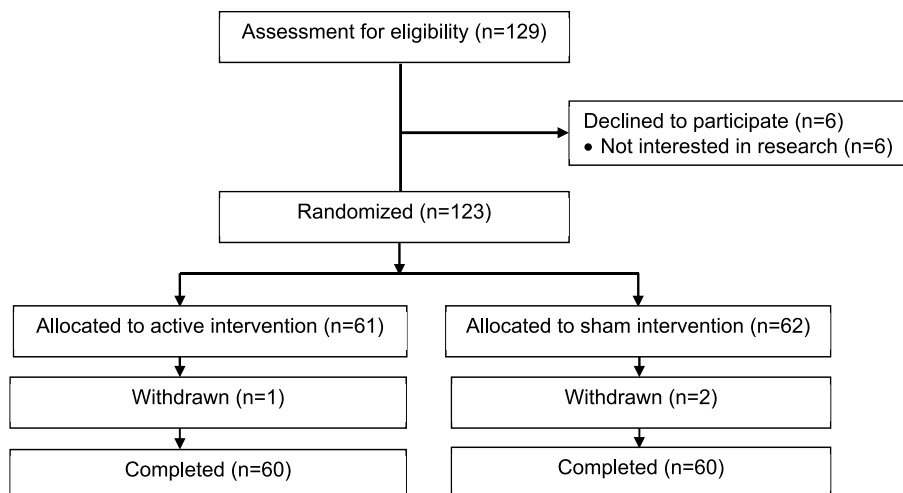 Assessment for eligibility (n=129)
Declined to participate (n=6)
• Not interested in research (n=6)
Randomized (n=123)
Allocated to active intervention (n=61)
Allocated to sham intervention (n=62)
Withdrawn (n=1)
Withdrawn (n=2)
Completed (n=60)
Completed (n=60)